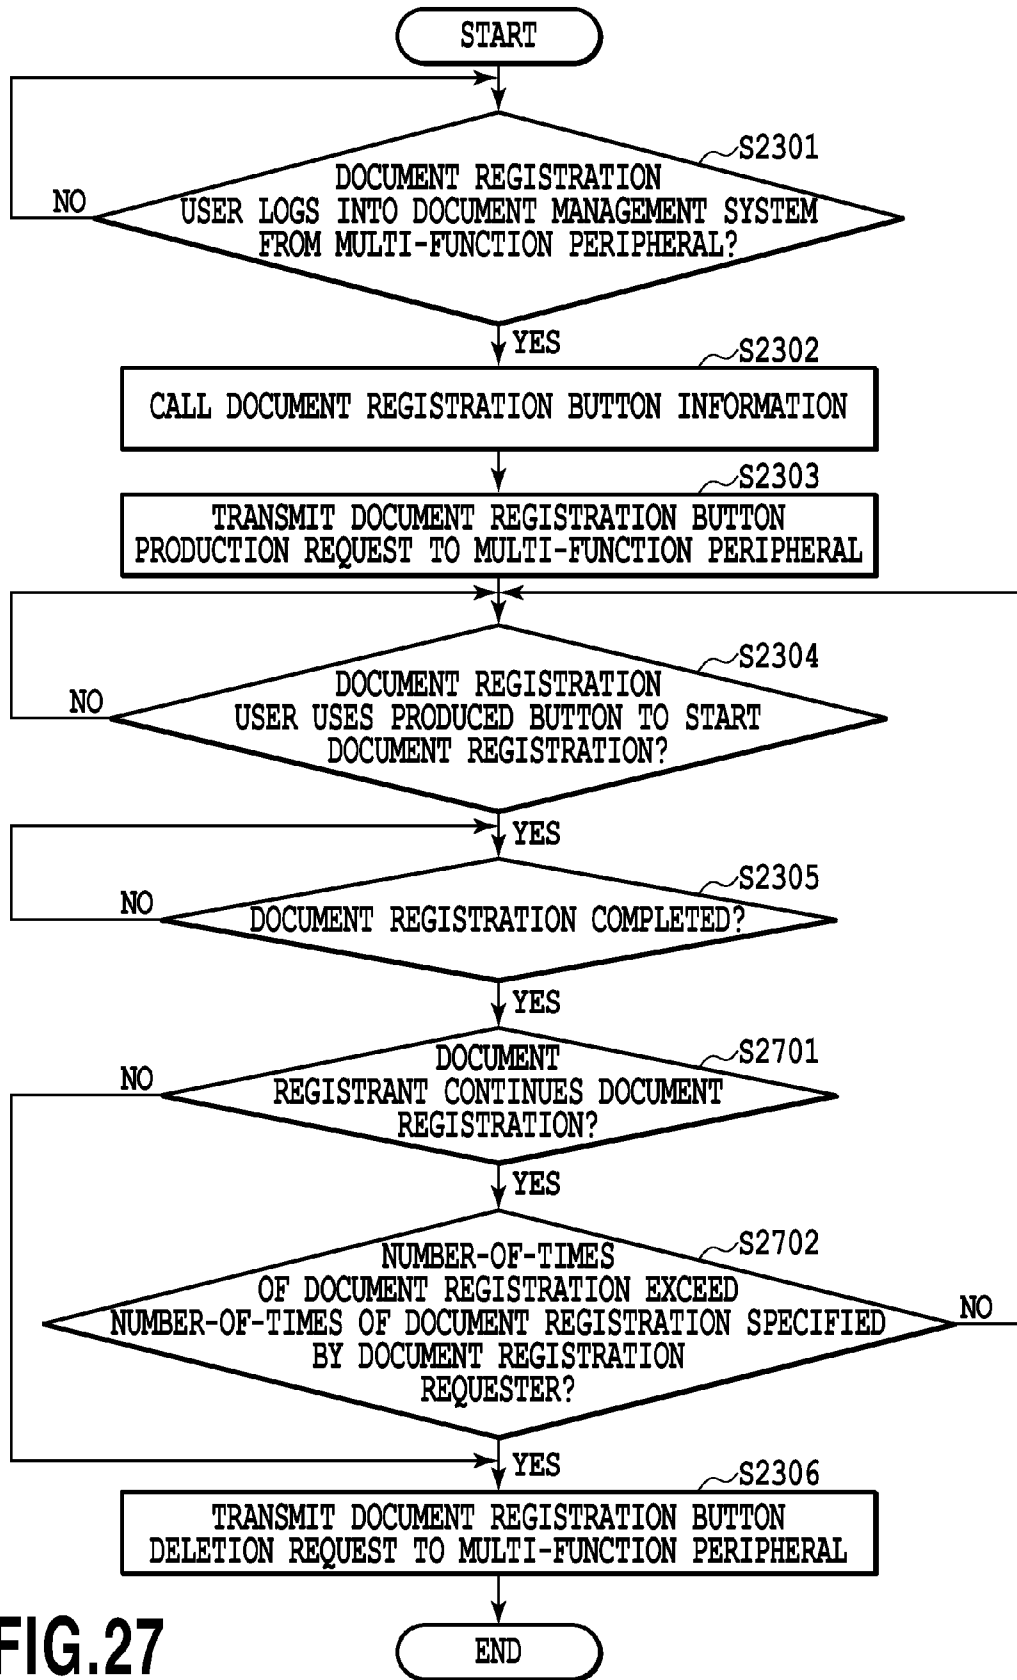 START
S2301
DOCUMENT REGISTRATION
USER LOGS INTO DOCUMENT MANAGEMENT SYSTEM
FROM MULTI-FUNCTION PERIPHERAL?
NO
YES
S2302
CALL DOCUMENT REGISTRATION BUTTON INFORMATION
S2303
TRANSMIT DOCUMENT REGISTRATION BUTTON
PRODUCTION REQUEST TO MULTI-FUNCTION PERIPHERAL
S2304
DOCUMENT REGISTRATION
USER USES PRODUCED BUTTON TO START
DOCUMENT REGISTRATION?
NO
YES
S2305
DOCUMENT REGISTRATION COMPLETED?
NO
YES
S2701
DOCUMENT
REGISTRANT CONTINUES DOCUMENT
REGISTRATION?
NO
YES
S2702
NUMBER-OF-TIMES
OF DOCUMENT REGISTRATION EXCEED
NUMBER-OF-TIMES OF DOCUMENT REGISTRATION SPECIFIED
BY DOCUMENT REGISTRATION
REQUESTER?
NO
YES
S2306
TRANSMIT DOCUMENT REGISTRATION BUTTON
DELETION REQUEST TO MULTI-FUNCTION PERIPHERAL
END
FIG.27